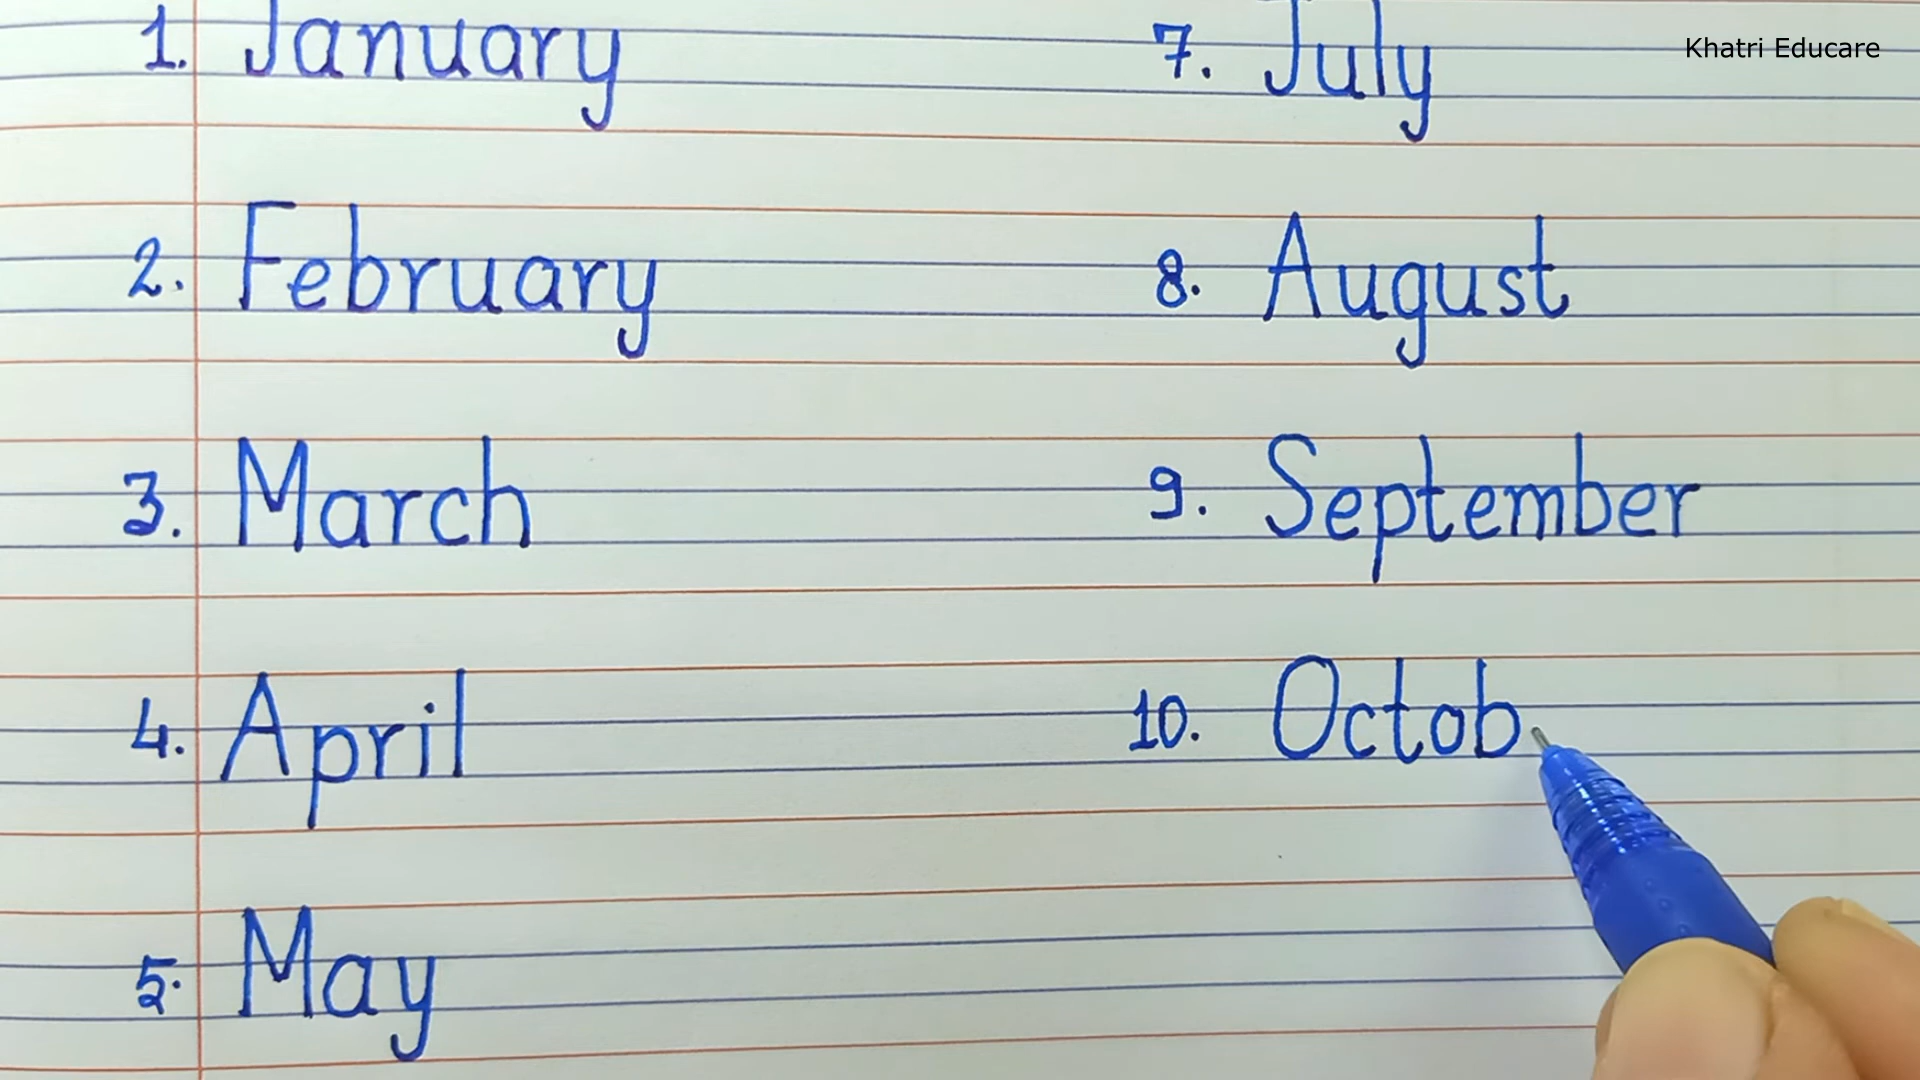 Khatri Educare
1. January
2. February
3. March
4. April
5. May
7. July
8. August
9. September
10. Octob